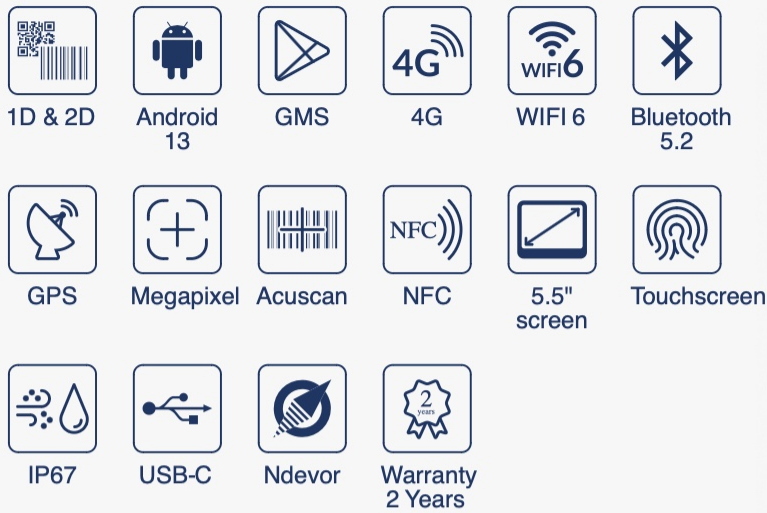 4G
WIFI6
1D & 2D
Android
13
GMS
4G
WIFI 6
Bluetooth
5.2
NFC
GPS
Megapixel
Acuscan
NFC
5.5"
screen
Touchscreen
2
years
IP67
USB-C
Ndevor
Warranty
2 Years